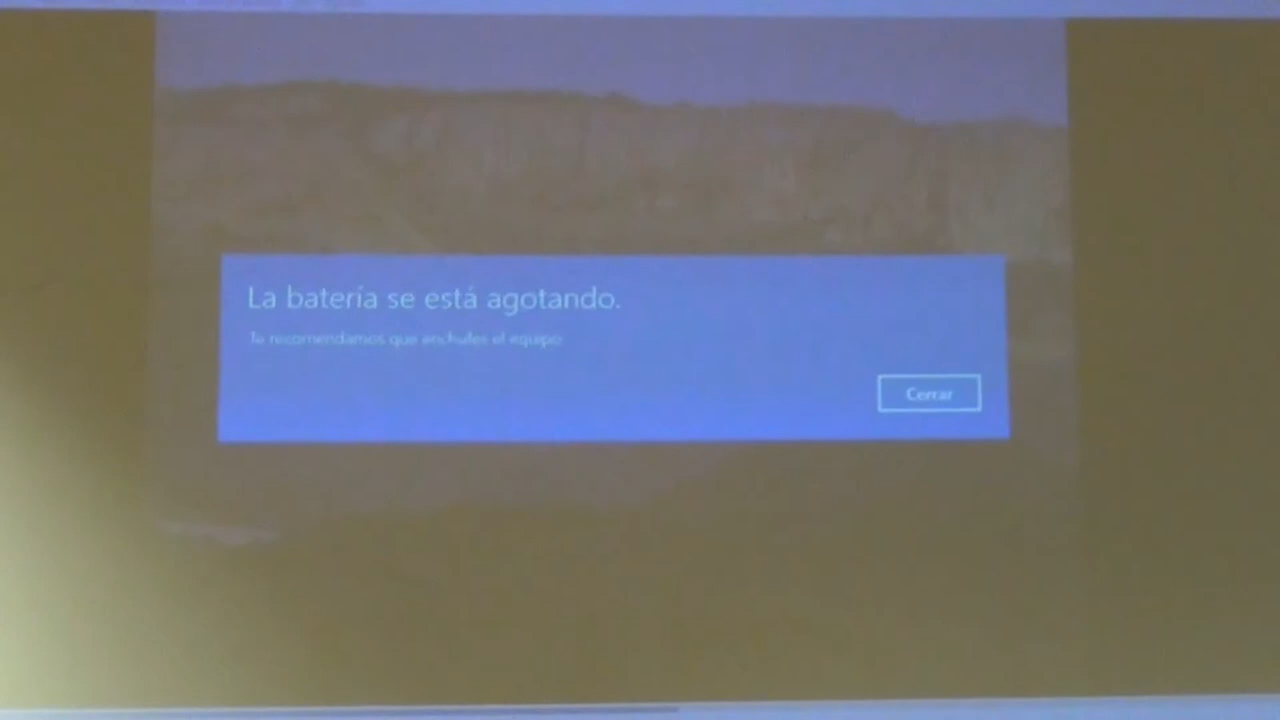 La batería se está agotando.
Te recomendamos que enchufes el equipo
Cerrar